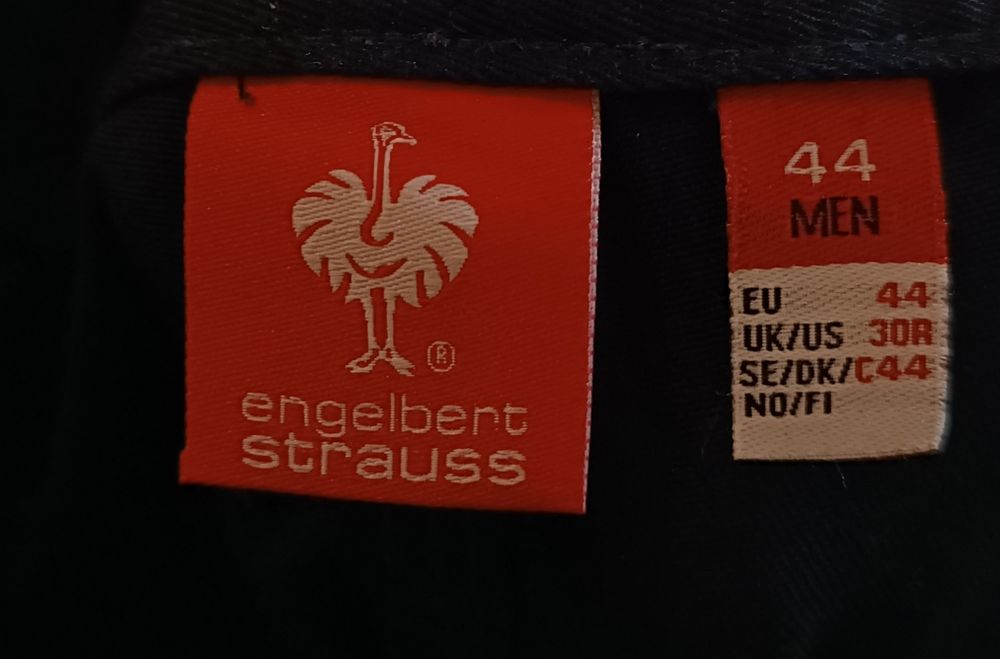 ®
engelbert
strauss
44
MEN
EU 44
UK/US 30R
SE/DK/ C44
NO/FI